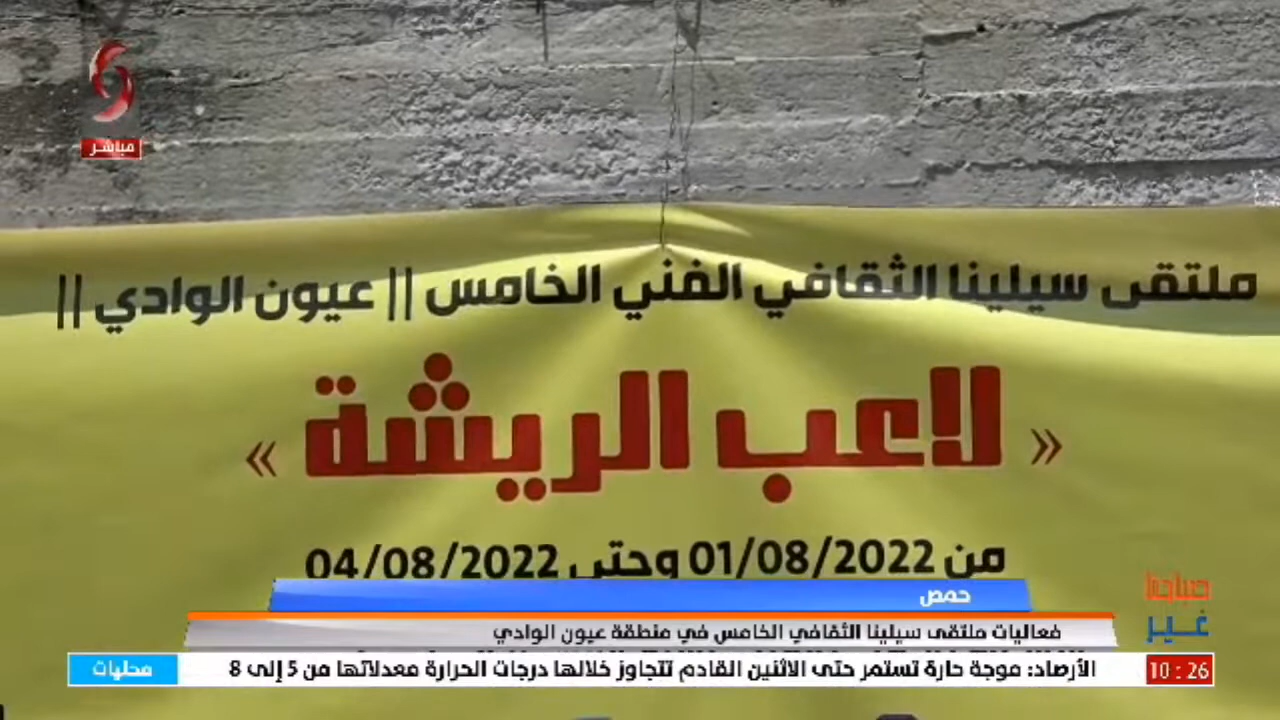 مباشر
ملتقى سيلينا الثقافي الفني الخامس || عيون الوادي ||
« لاعب الريشة »
من 01/08/2022 وحتى 04/08/2022
حمص
صباحنا
غير
فعاليات ملتقى سيلينا الثقافي الخامس في منطقة عيون الوادي
10:26
الأرصاد: موجة حارة تستمر حتى الاثنين القادم تتجاوز خلالها درجات الحرارة معدلاتها من 5 إلى 8
محليات